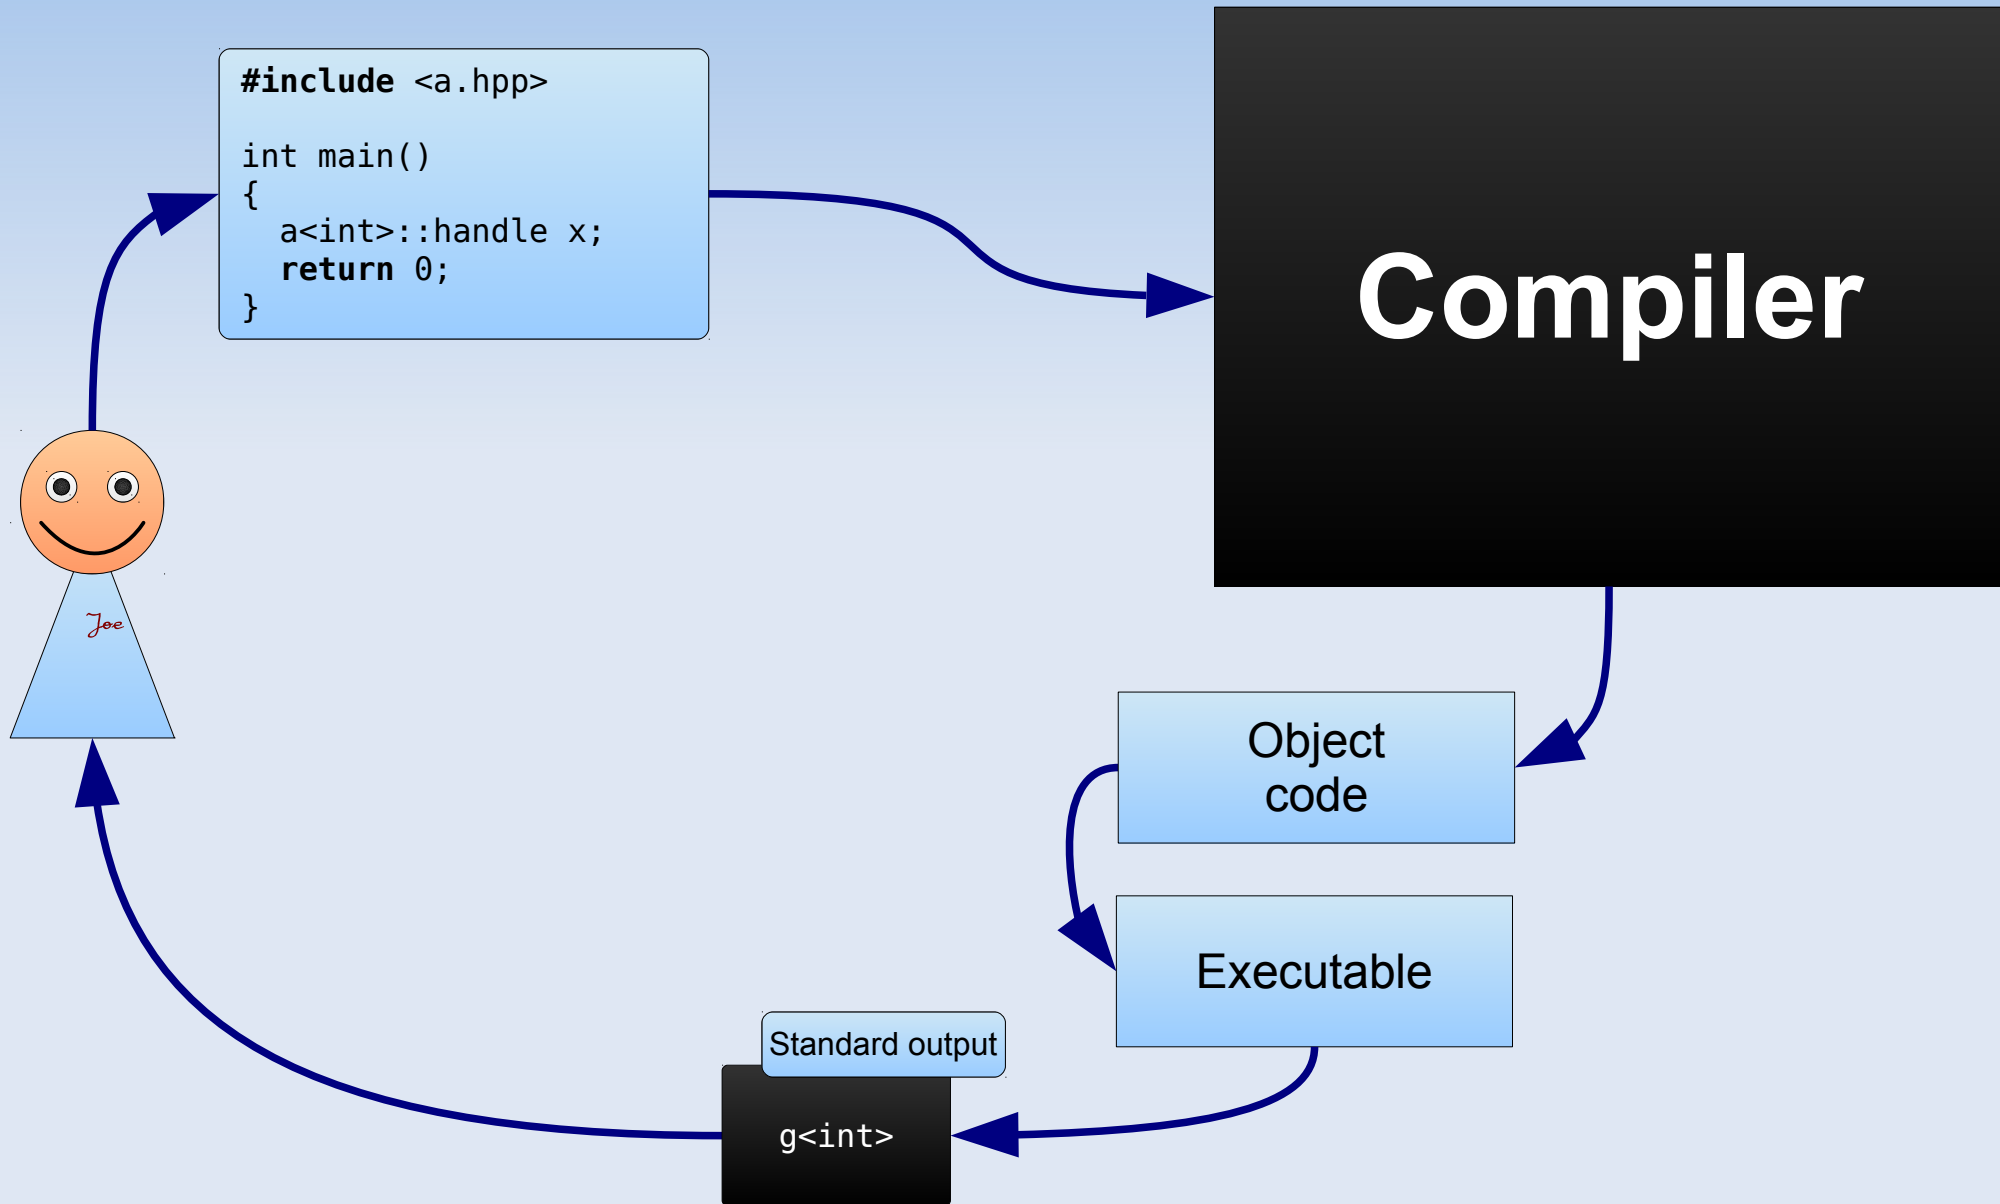 #include <a.hpp>
int main()
{
  a<int>::handle x;
  return 0;
}
Compiler
Joe
Object
code
Executable
Standard output
g<int>